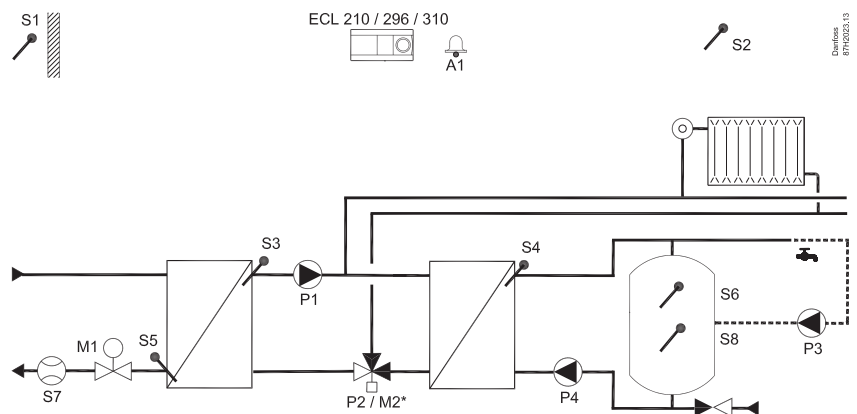 S1
ECL 210 / 296 / 310
A1
S2
Danfoss
87H2023.13
S3
P1
S4
S6
S8
P3
M1
S5
S7
P2 / M2*
P4